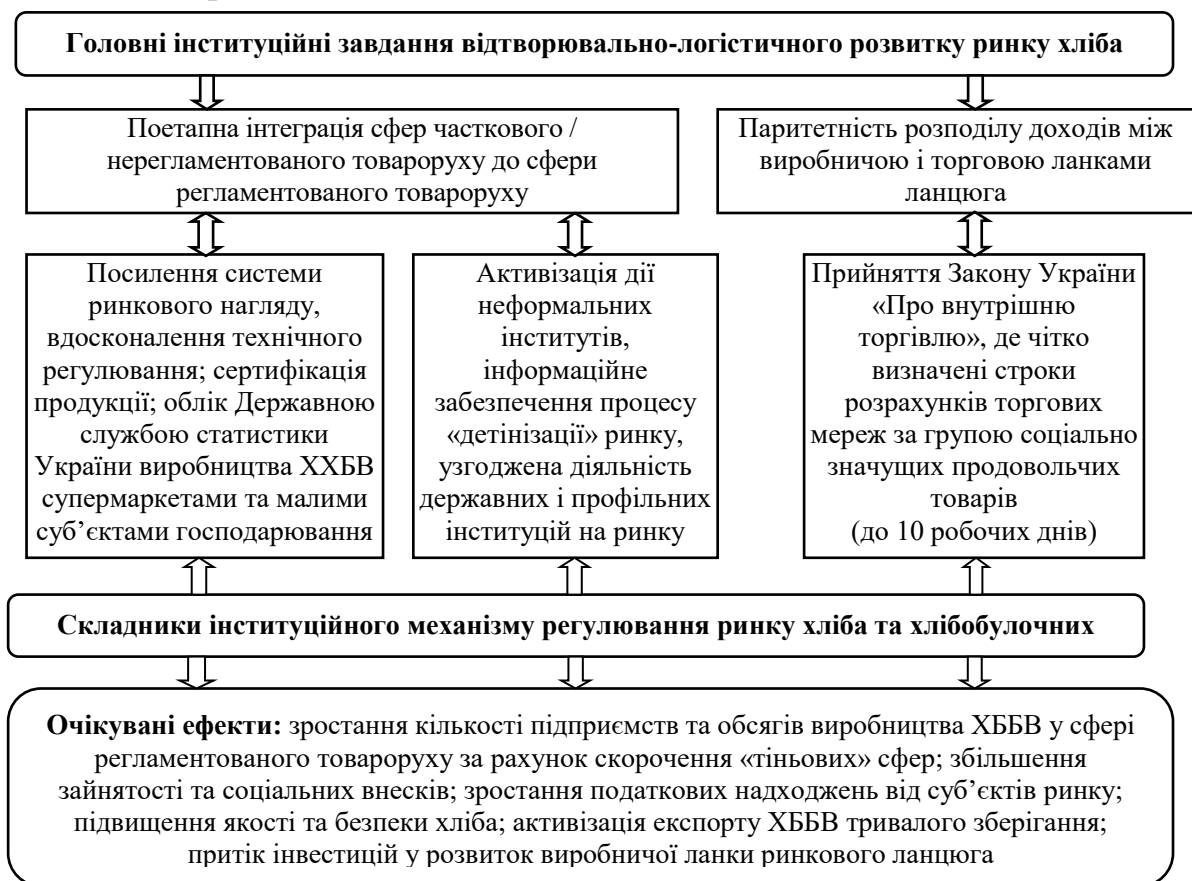 Головні інституційні завдання відтворювально-логістичного розвитку ринку хліба
Поетапна інтеграція сфер часткового /
нерегламентованого товароруху до сфери
регламентованого товароруху
Паритетність розподілу доходів між
виробничою і торговою ланками
ланцюга
Посилення системи
ринкового нагляду,
вдосконалення технічного
регулювання; сертифікація
продукції; облік Державною
службою статистики
України виробництва ХХБВ
супермаркетами та малими
суб’єктами господарювання
Активізація дії
неформальних
інститутів,
інформаційне
забезпечення процесу
«детінізації» ринку,
узгоджена діяльність
державних і профільних
інституцій на ринку
Прийняття Закону України
«Про внутрішню
торгівлю», де чітко
визначені строки
розрахунків торгових
мереж за групою соціально
значущих продовольчих
товарів
(до 10 робочих днів)
Складники інституційного механізму регулювання ринку хліба та хлібобулочних
Очікувані ефекти: зростання кількості підприємств та обсягів виробництва ХББВ у сфері
регламентованого товароруху за рахунок скорочення «тіньових» сфер; збільшення
зайнятості та соціальних внесків; зростання податкових надходжень від суб’єктів ринку;
підвищення якості та безпеки хліба; активізація експорту ХББВ тривалого зберігання;
притік інвестицій у розвиток виробничої ланки ринкового ланцюга